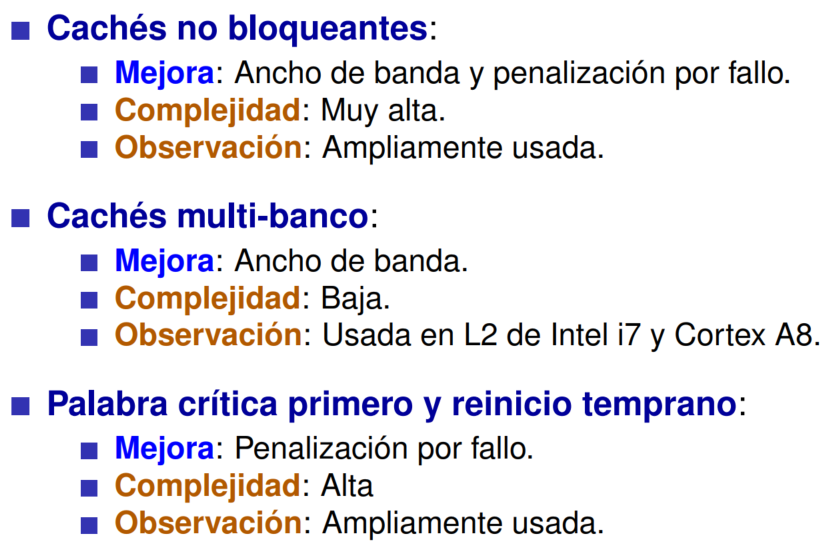 Cachés no bloqueantes:
Mejora: Ancho de banda y penalización por fallo.
Complejidad: Muy alta.
Observación: Ampliamente usada.
Cachés multi-banco:
Mejora: Ancho de banda.
Complejidad: Baja.
Observación: Usada en L2 de Intel i7 y Cortex A8.
Palabra crítica primero y reinicio temprano:
Mejora: Penalización por fallo.
Complejidad: Alta
Observación: Ampliamente usada.